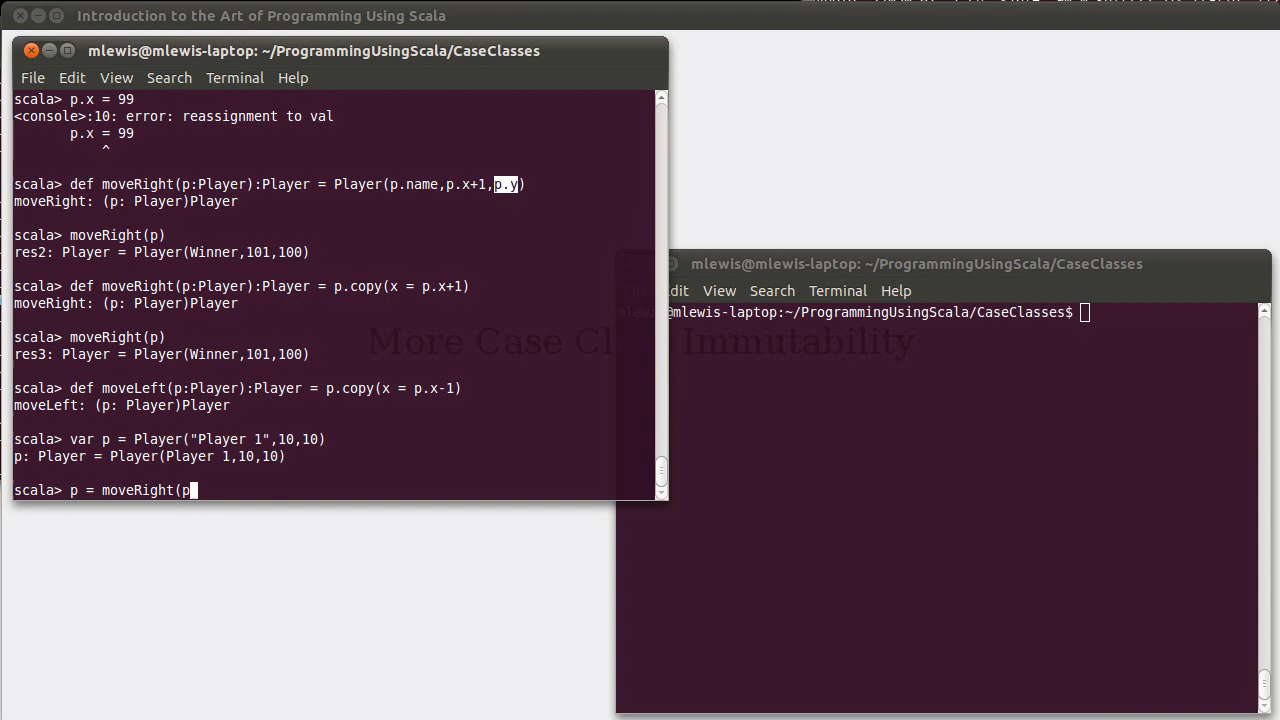 Introduction to the Art of Programming Using Scala
mlewis@mlewis-laptop: ~/ProgrammingUsingScala/CaseClasses
File Edit View Search Terminal Help
scala> p.x = 99
<console>:10: error: reassignment to val
       p.x = 99
           ^
scala> def moveRight(p:Player):Player = Player(p.name,p.x+1,p.y)
moveRight: (p: Player)Player
scala> moveRight(p)
res2: Player = Player(Winner,101,100)
scala> def moveRight(p:Player):Player = p.copy(x = p.x+1)
moveRight: (p: Player)Player
scala> moveRight(p)
res3: Player = Player(Winner,101,100)
scala> def moveLeft(p:Player):Player = p.copy(x = p.x-1)
moveLeft: (p: Player)Player
scala> var p = Player("Player 1",10,10)
p: Player = Player(Player 1,10,10)
scala> p = moveRight(p
mlewis@mlewis-laptop: ~/ProgrammingUsingScala/CaseClasses
Edit View Search Terminal Help
mlewis@mlewis-laptop:~/ProgrammingUsingScala/CaseClasses$
More Case Immutability